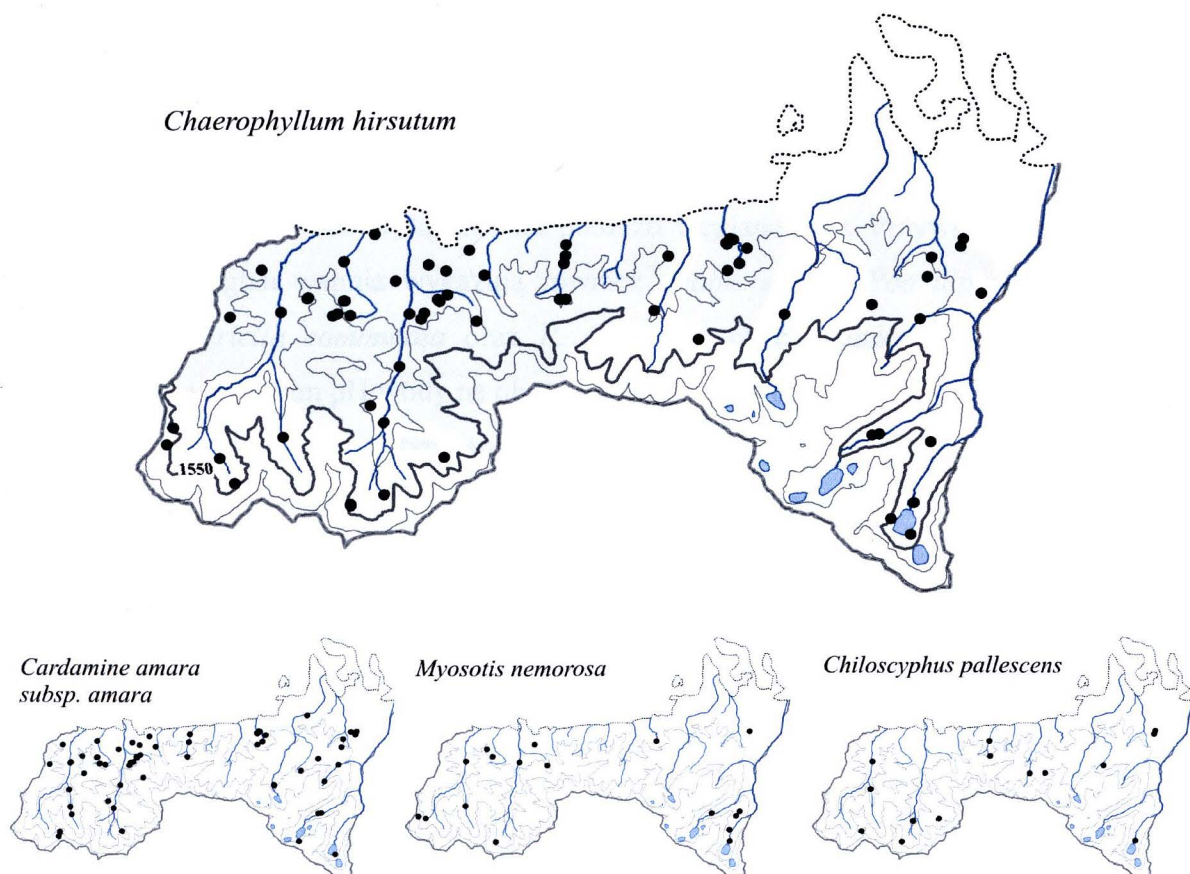 Chaerophyllum hirsutum
1550
Cardamine amara
subsp. amara
Myosotis nemorosa
Chiloscyphus pallescens